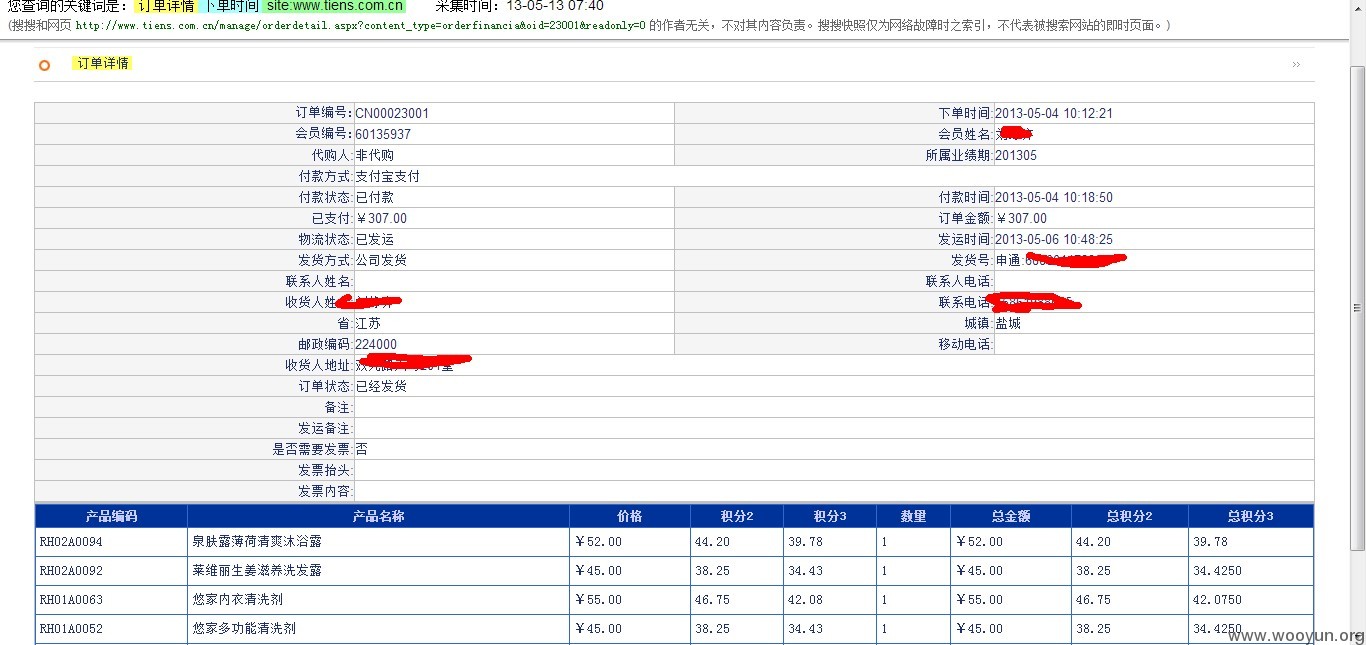 您查询的关键词是： 订单详情 下单时间 site:www.tiens.com.cn 采集时间：13-05-13 07:40
(搜搜和网页 http://www.tiens.com.cn/manage/orderdetail.aspx?content_type=orderfinancia&oid=23001&readonly=0 的作者无关，不对其内容负责。搜搜快照仅为网络故障时之索引，不代表被搜索网站的即时页面。)
订单详情 >>
订单编号: CN00023001 下单时间: 2013-05-04 10:12:21
会员编号: 60135937 会员姓名:
代购人: 非代购 所属业绩期: 201305
付款方式: 支付宝支付
付款状态: 已付款 付款时间: 2013-05-04 10:18:50
已支付: ￥307.00 订单金额: ￥307.00
物流状态: 已发运 发运时间: 2013-05-06 10:48:25
发货方式: 公司发货 发货号: 申通:
联系人姓名: 联系人电话:
收货人姓 联系电话
省: 江苏 城镇: 盐城
邮政编码: 224000 移动电话:
收货人地址:
订单状态: 已经发货
备注:
发运备注:
是否需要发票: 否
发票抬头:
发票内容:
产品编码 产品名称 价格 积分2 积分3 数量 总金额 总积分2 总积分3
RH02A0094 泉肤露薄荷清爽沐浴露 ￥52.00 44.20 39.78 1 ￥52.00 44.20 39.78
RH02A0092 莱维丽生姜滋养洗发露 ￥45.00 38.25 34.43 1 ￥45.00 38.25 34.4250
RH01A0063 悠家内衣清洗剂 ￥55.00 46.75 42.08 1 ￥55.00 46.75 42.0750
RH01A0052 悠家多功能清洗剂 ￥45.00 38.25 34.43 1 ￥45.00 38.25 34.4250
www.wooyun.org